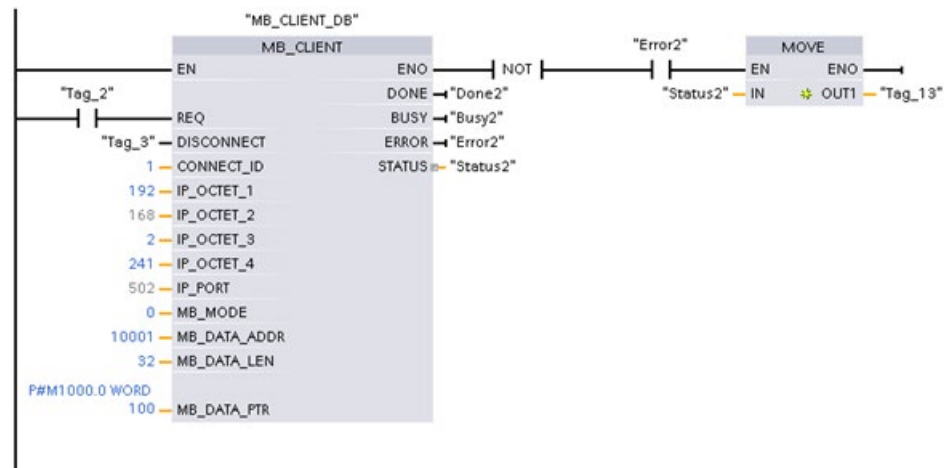 "MB_CLIENT_DB"
MB_CLIENT
"Error2"
MOVE
EN ENO
NOT
EN ENO
"Tag_2"
DONE "Done2"
"Status2" IN OUT1 "Tag_13"
REQ BUSY "Busy2"
"Tag_3" DISCONNECT ERROR "Error2"
1 CONNECT_ID STATUS "Status2"
192 IP_OCTET_1
168 IP_OCTET_2
2 IP_OCTET_3
241 IP_OCTET_4
502 IP_PORT
0 MB_MODE
10001 MB_DATA_ADDR
32 MB_DATA_LEN
P#M1000.0 WORD
100 MB_DATA_PTR